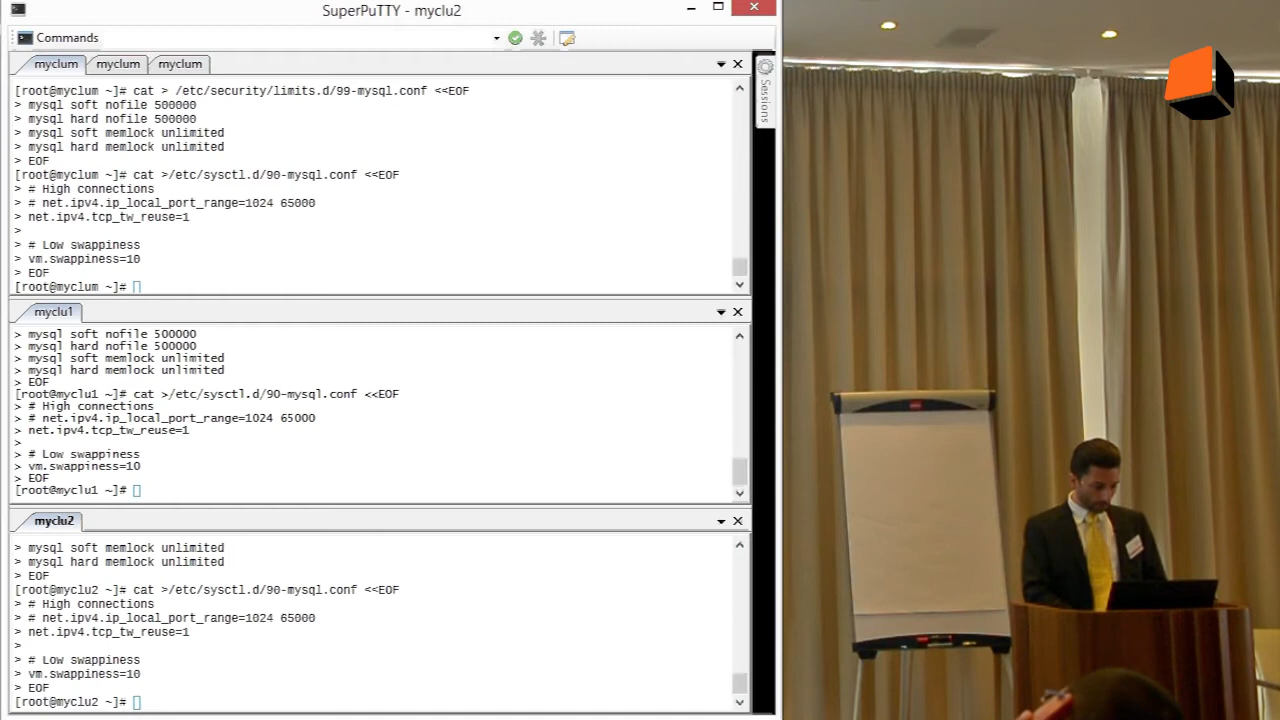 SuperPuTTY - myclu2
Commands
myclum myclum myclum
Sessions
[root@myclum ~]# cat > /etc/security/limits.d/99-mysql.conf <<EOF
> mysql soft nofile 500000
> mysql hard nofile 500000
> mysql soft memlock unlimited
> mysql hard memlock unlimited
> EOF
[root@myclum ~]# cat >/etc/sysctl.d/90-mysql.conf <<EOF
> # High connections
> # net.ipv4.ip_local_port_range=1024 65000
> net.ipv4.tcp_tw_reuse=1
>
> # Low swappiness
> vm.swappiness=10
> EOF
[root@myclum ~]#
myclu1
> mysql soft nofile 500000
> mysql hard nofile 500000
> mysql soft memlock unlimited
> mysql hard memlock unlimited
> EOF
[root@myclu1 ~]# cat >/etc/sysctl.d/90-mysql.conf <<EOF
> # High connections
> # net.ipv4.ip_local_port_range=1024 65000
> net.ipv4.tcp_tw_reuse=1
>
> # Low swappiness
> vm.swappiness=10
> EOF
[root@myclu1 ~]#
myclu2
> mysql soft memlock unlimited
> mysql hard memlock unlimited
> EOF
[root@myclu2 ~]# cat >/etc/sysctl.d/90-mysql.conf <<EOF
> # High connections
> # net.ipv4.ip_local_port_range=1024 65000
> net.ipv4.tcp_tw_reuse=1
>
> # Low swappiness
> vm.swappiness=10
> EOF
[root@myclu2 ~]#